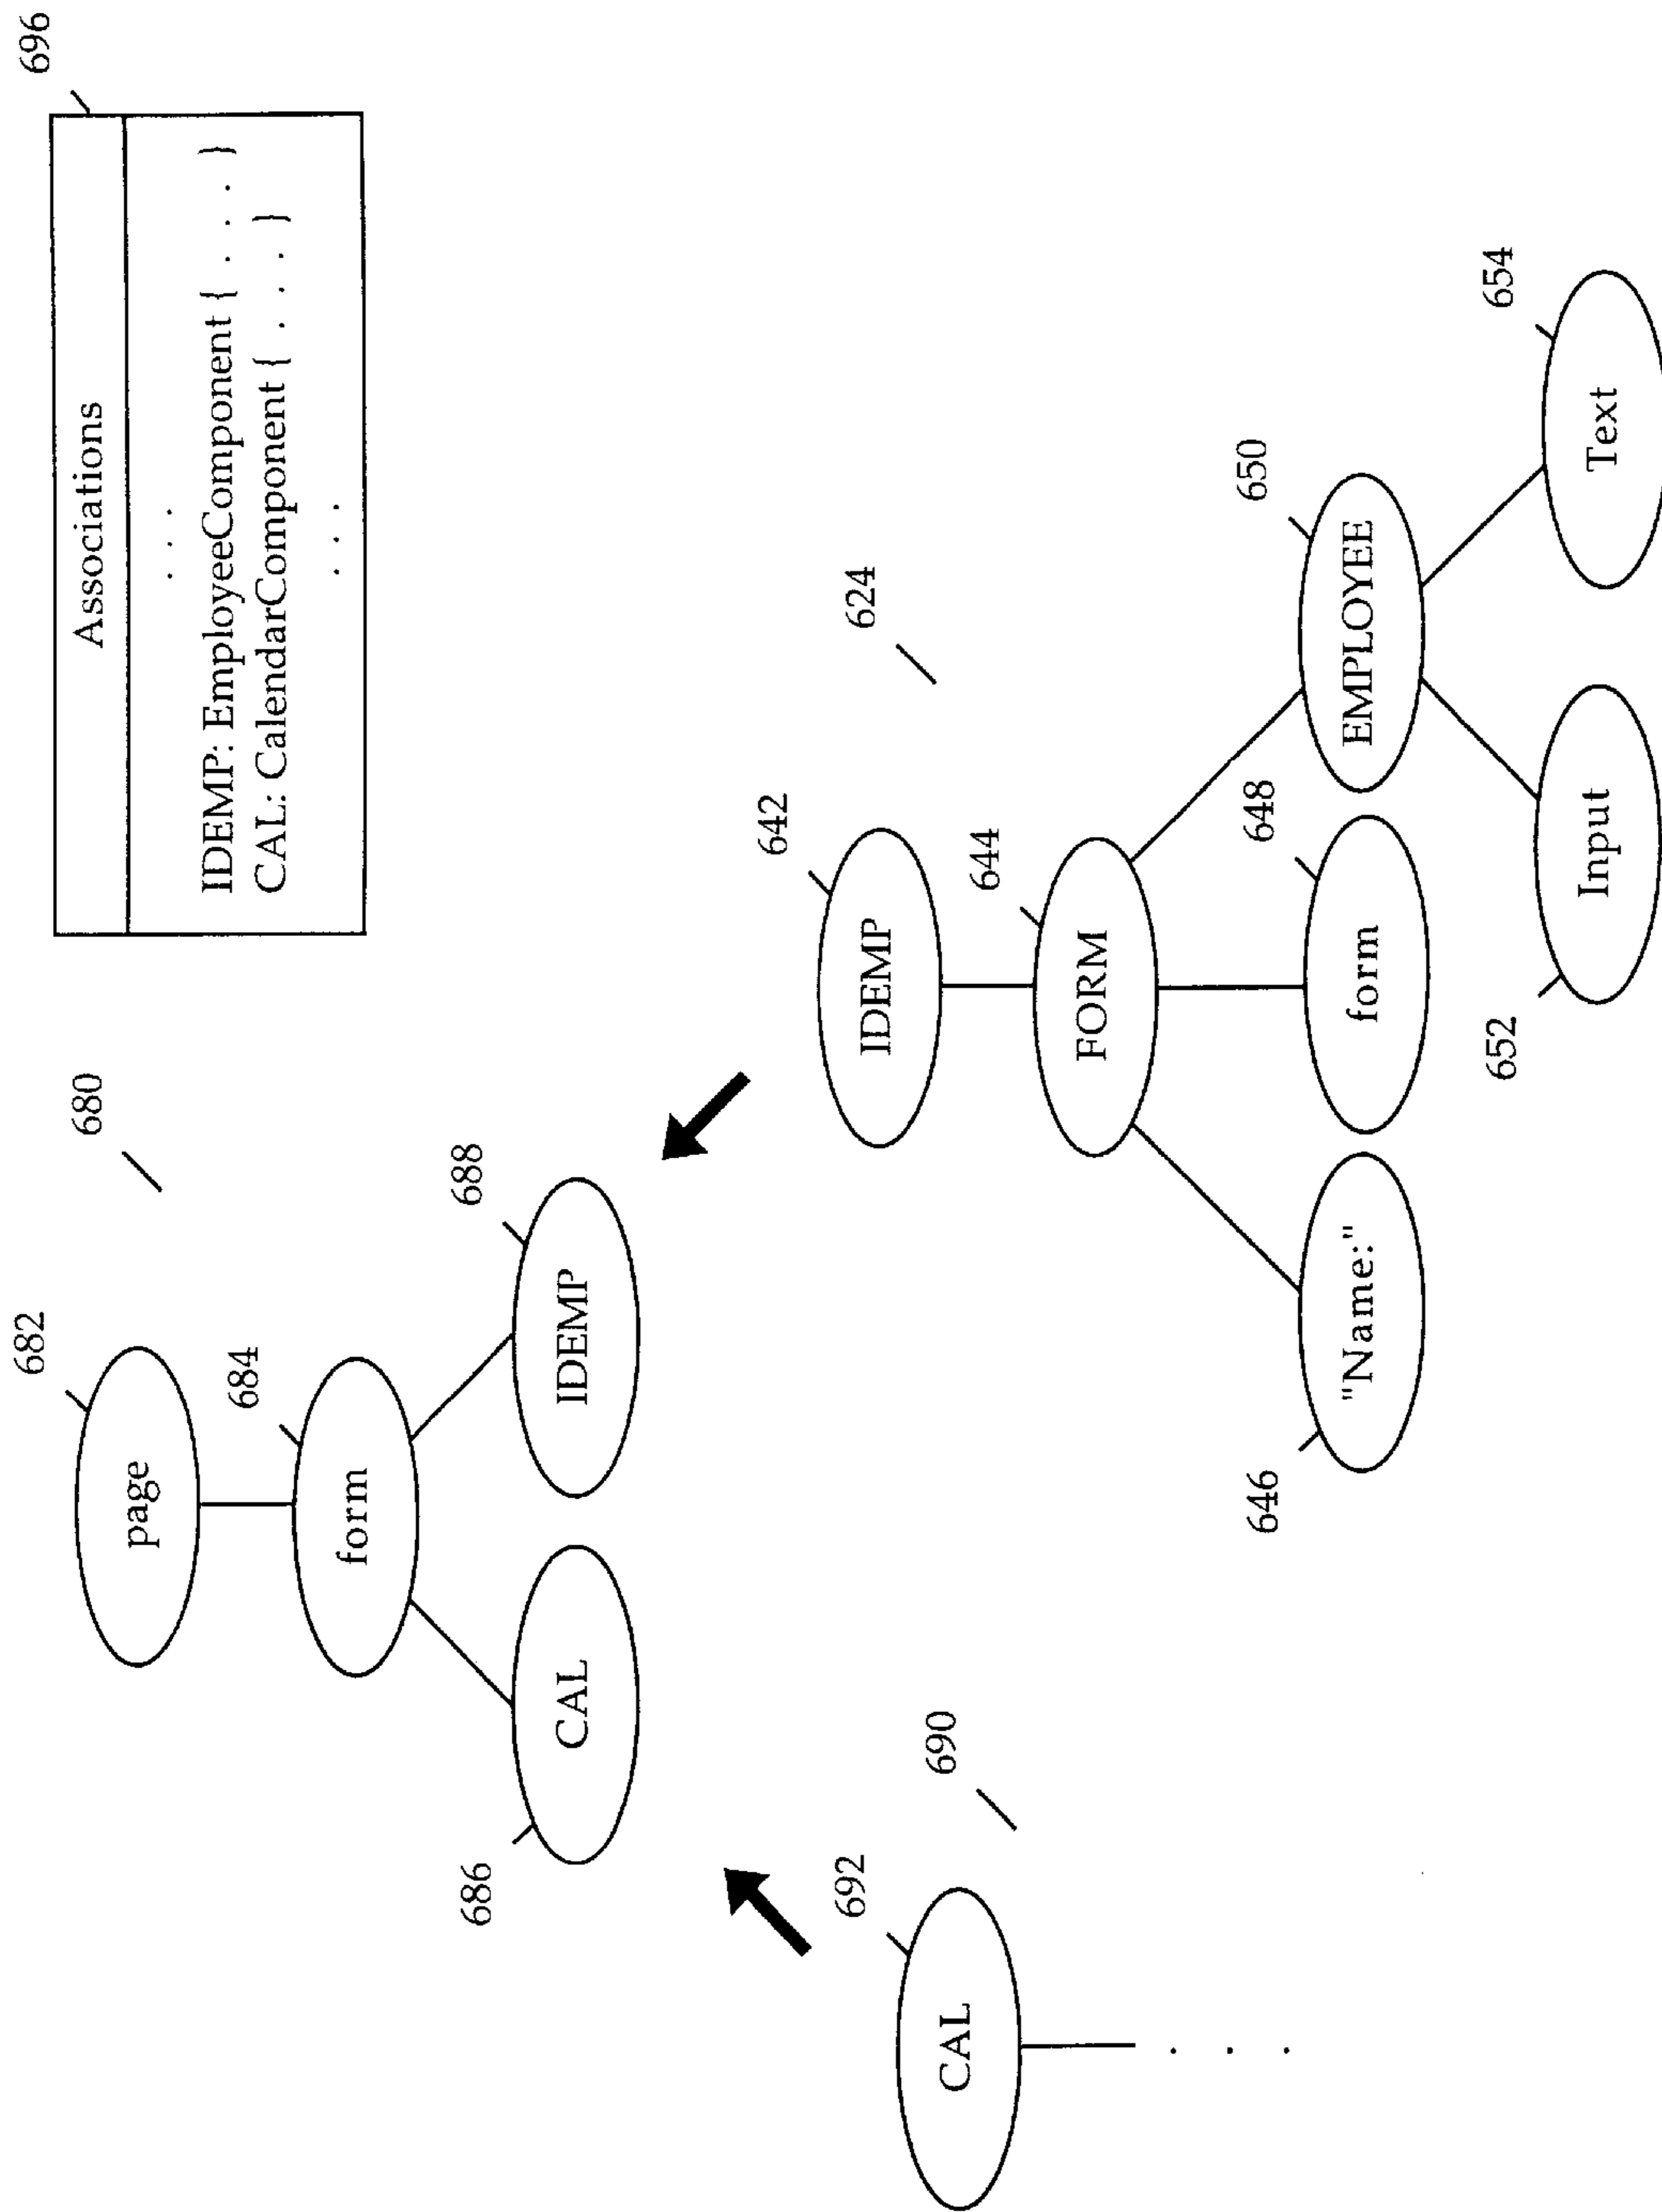 682
page
680
684
form
686
CAL
688
IDEMP
696
Associations
. . .
IDEMP: EmployeeComponent { . . . . }
CAL: CalendarComponent { . . . . }
. . .
692
CAL
690
. . .
642
IDEMP
624
644
FORM
646
"Name:"
648
form
650
EMPLOYEE
652
Input
654
Text